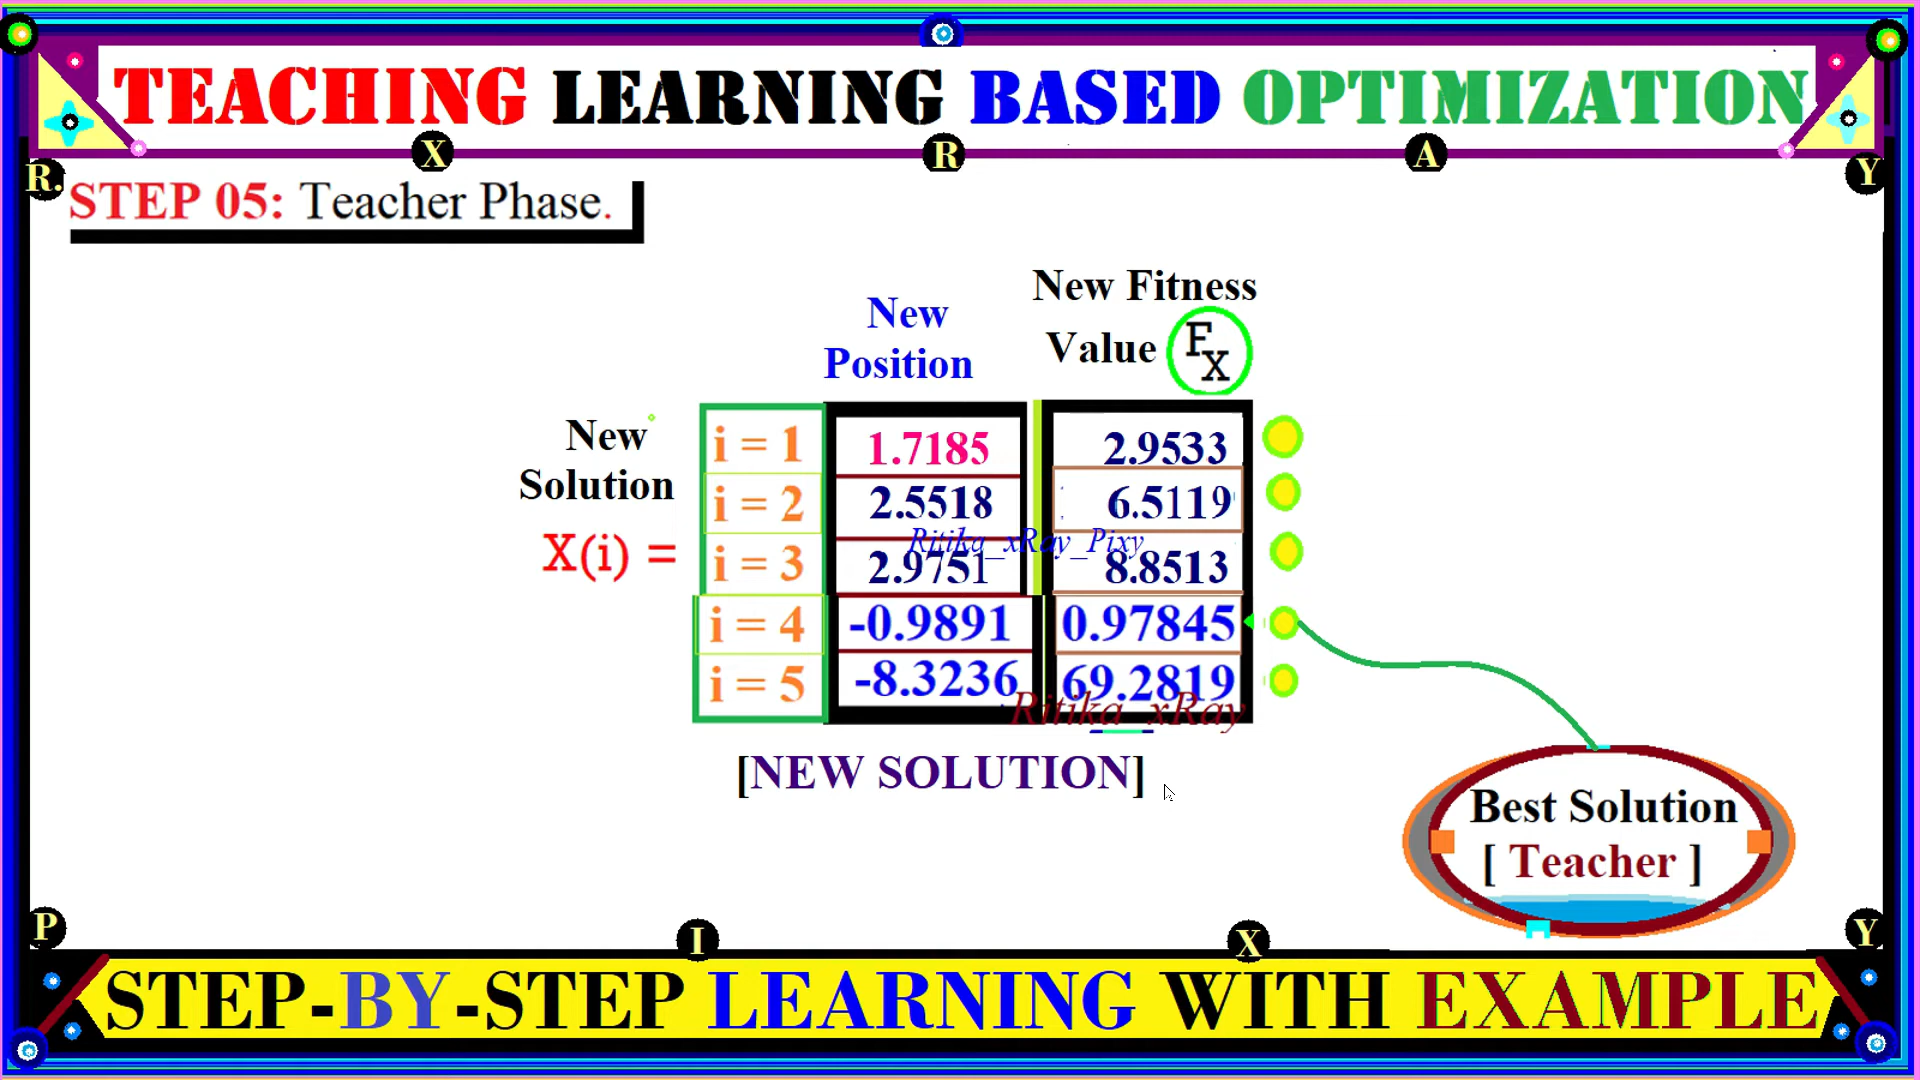 TEACHING LEARNING BASED OPTIMIZATION
R. X R A Y
STEP 05: Teacher Phase.
New Fitness
New
Value FX
Position
New
Solution
X(i) =
i = 1 1.7185 2.9533
i = 2 2.5518 6.5119
Ritika_xRay_Pixy
i = 3 2.9751 8.8513
i = 4 -0.9891 0.97845
i = 5 -8.3236 69.2819
Ritika_xRay
[NEW SOLUTION]
Best Solution
[ Teacher ]
P I X Y
STEP-BY-STEP LEARNING WITH EXAMPLE